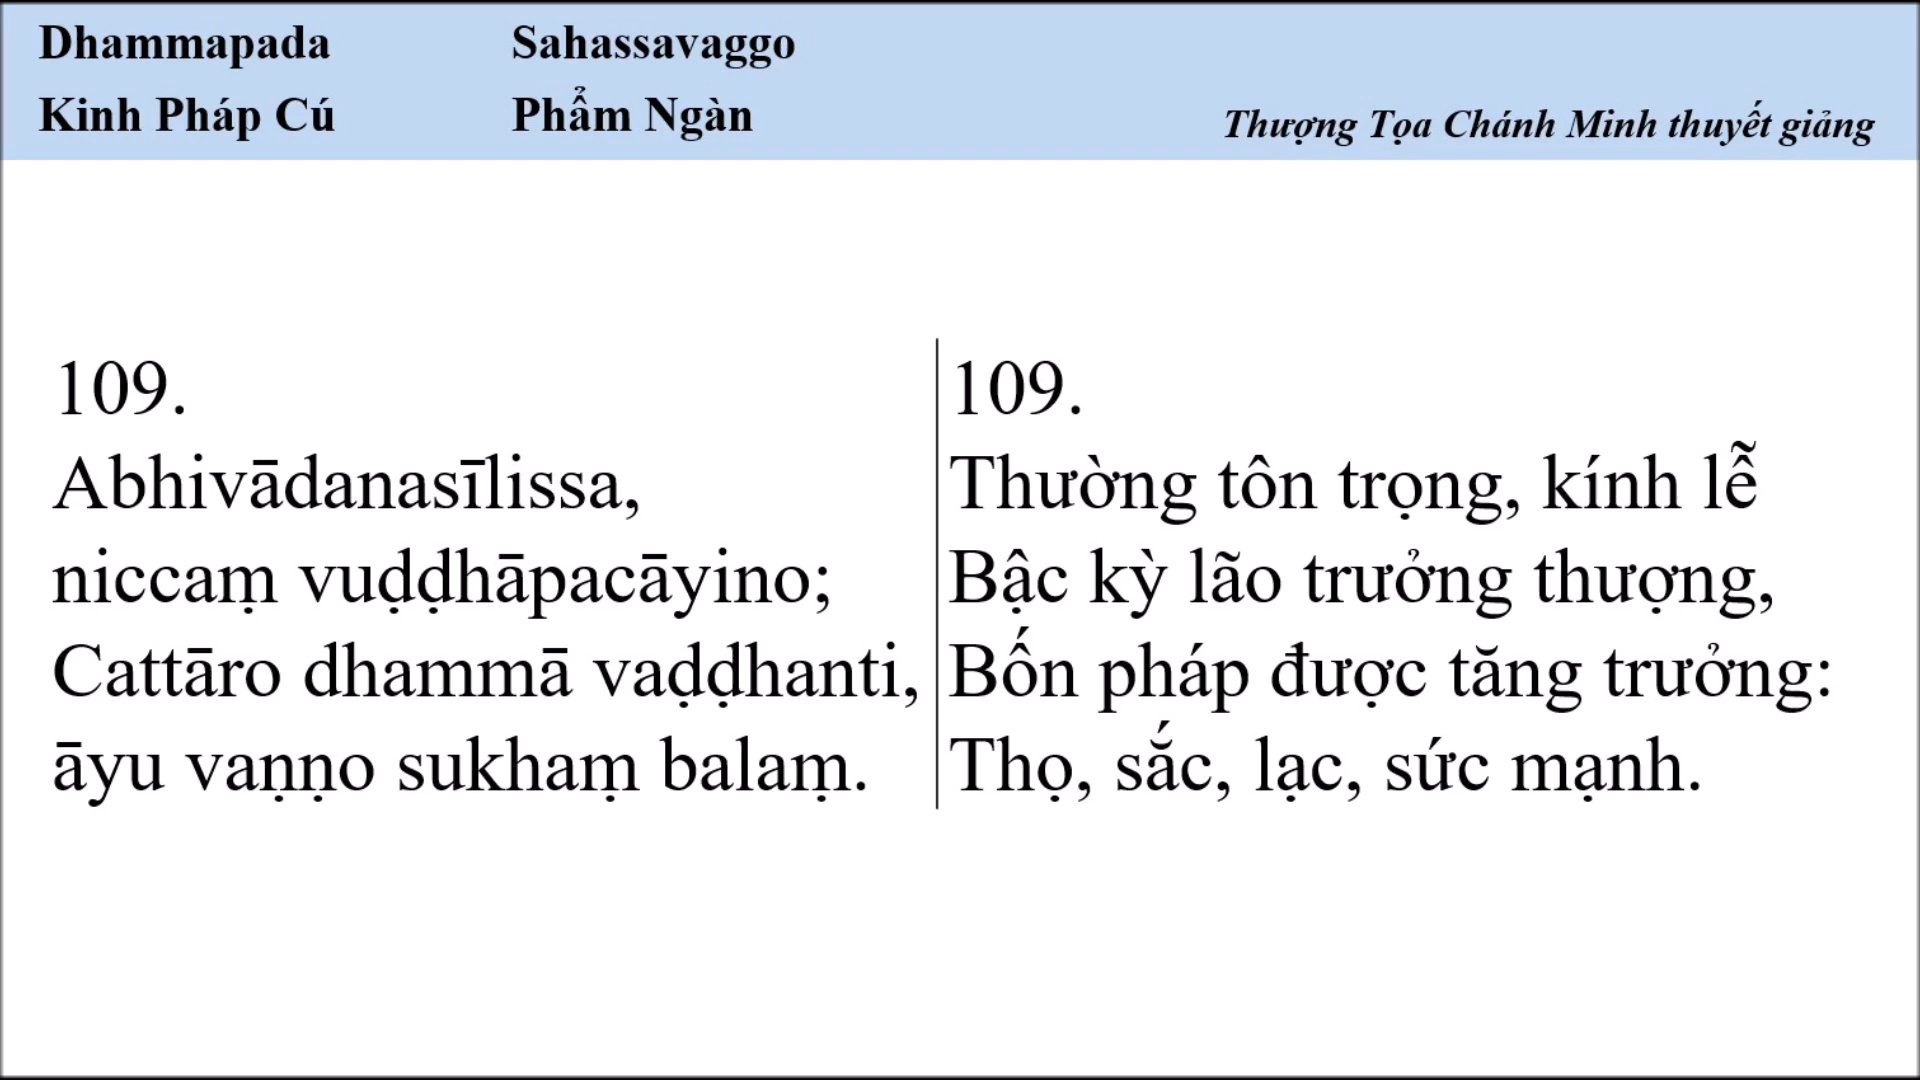 Dhammapada
Sahassavaggo
Kinh Pháp Cú
Phẩm Ngàn
Thượng Tọa Chánh Minh thuyết giảng
109.
Abhivādanasīlissa,
niccaṃ vuḍḍhāpacāyino;
Cattāro dhammā vaḍḍhanti,
āyu vaṇṇo sukhaṃ balaṃ.
109.
Thường tôn trọng, kính lễ
Bậc kỳ lão trưởng thượng,
Bốn pháp được tăng trưởng:
Thọ, sắc, lạc, sức mạnh.